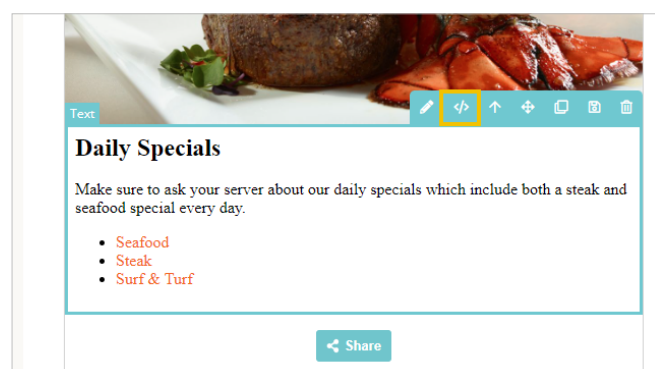 Text
Daily Specials
Make sure to ask your server about our daily specials which include both a steak and
seafood special every day.
Seafood
Steak
Surf & Turf
Share